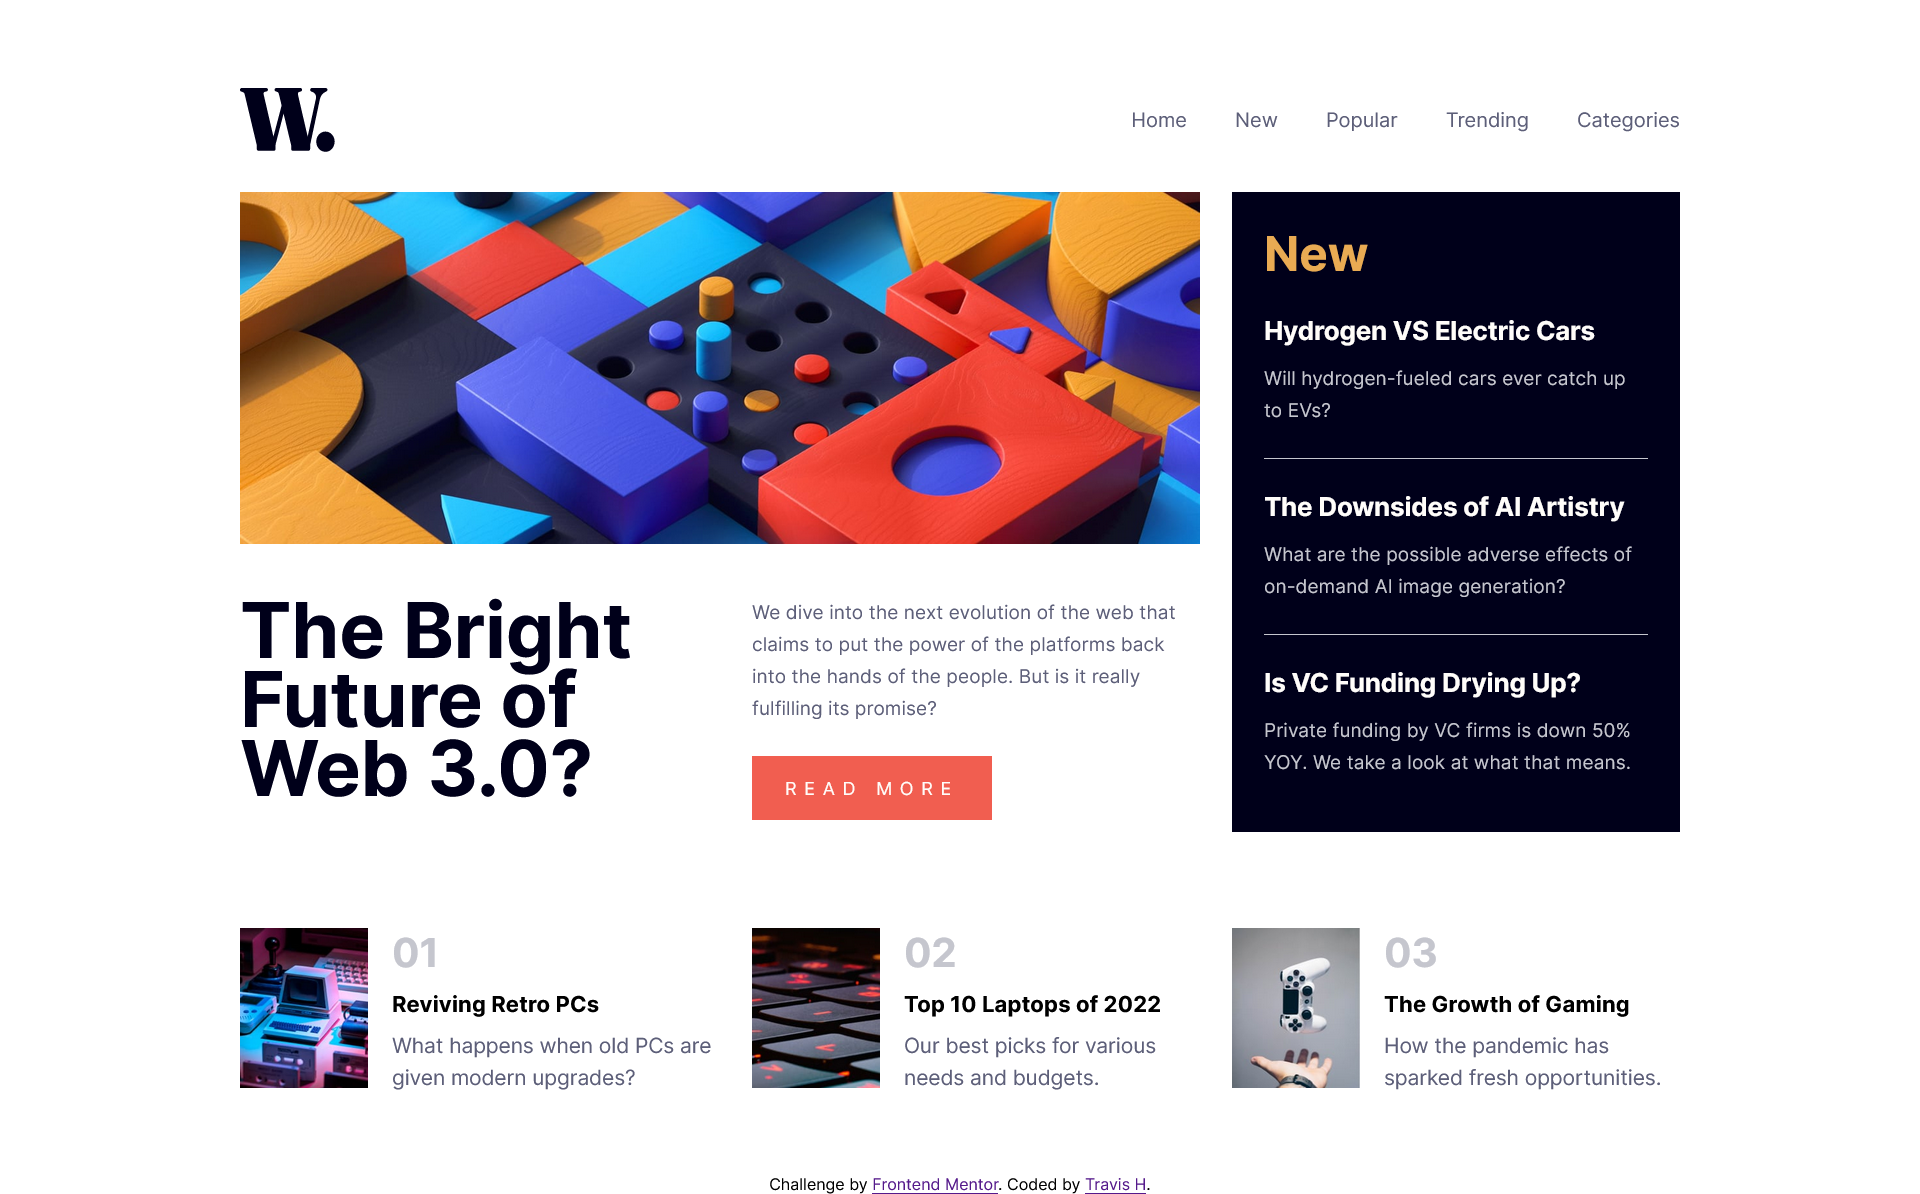 W.
Home New Popular Trending Categories
New
Hydrogen VS Electric Cars
Will hydrogen-fueled cars ever catch up
to EVs?
The Downsides of AI Artistry
What are the possible adverse effects of
on-demand AI image generation?
Is VC Funding Drying Up?
Private funding by VC firms is down 50%
YOY. We take a look at what that means.
The Bright
Future of
Web 3.0?
We dive into the next evolution of the web that
claims to put the power of the platforms back
into the hands of the people. But is it really
fulfilling its promise?
READ MORE
01
Reviving Retro PCs
What happens when old PCs are
given modern upgrades?
02
Top 10 Laptops of 2022
Our best picks for various
needs and budgets.
03
The Growth of Gaming
How the pandemic has
sparked fresh opportunities.
Challenge by Frontend Mentor. Coded by Travis H.